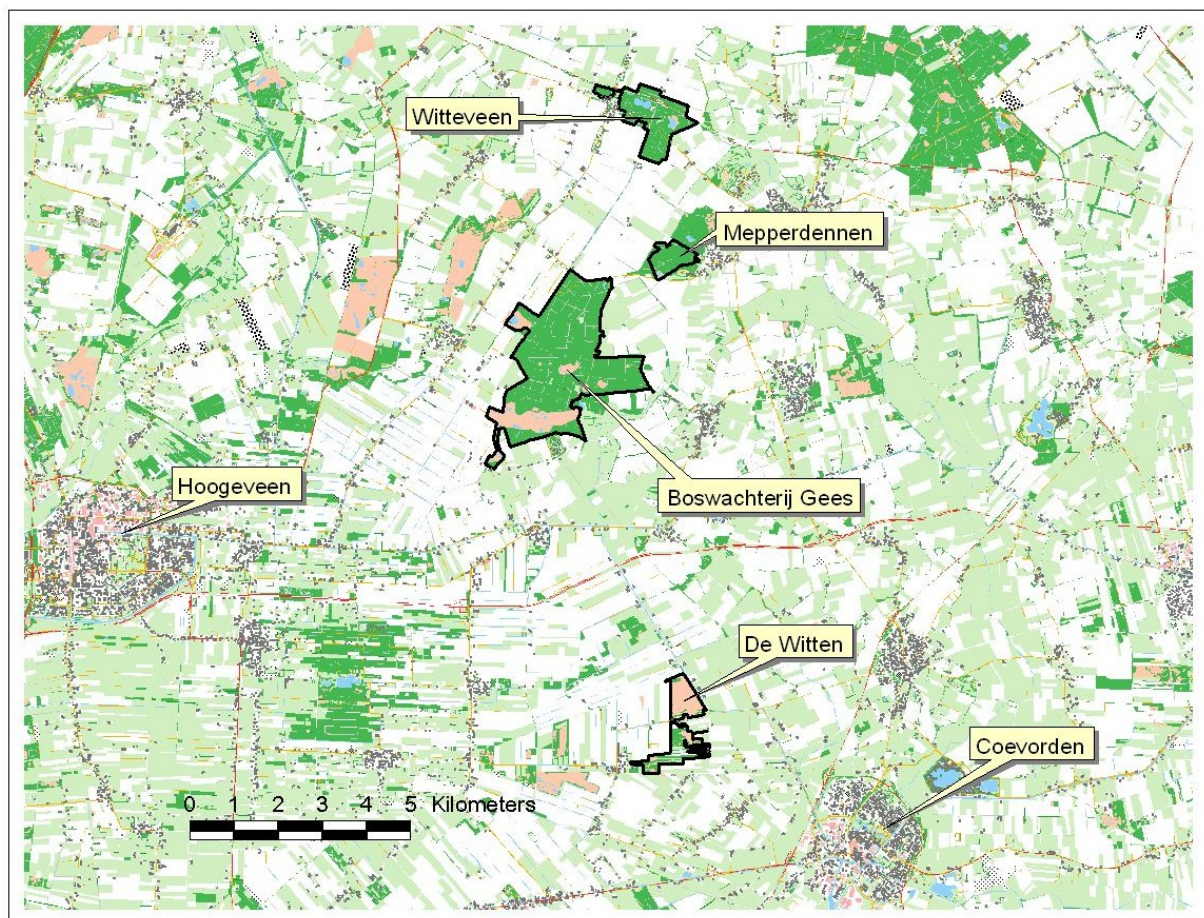 Witteveen
Mepperdennen
Hoogeveen
Boswachterij Gees
De Witten
Coevorden
0 1 2 3 4 5 Kilometers